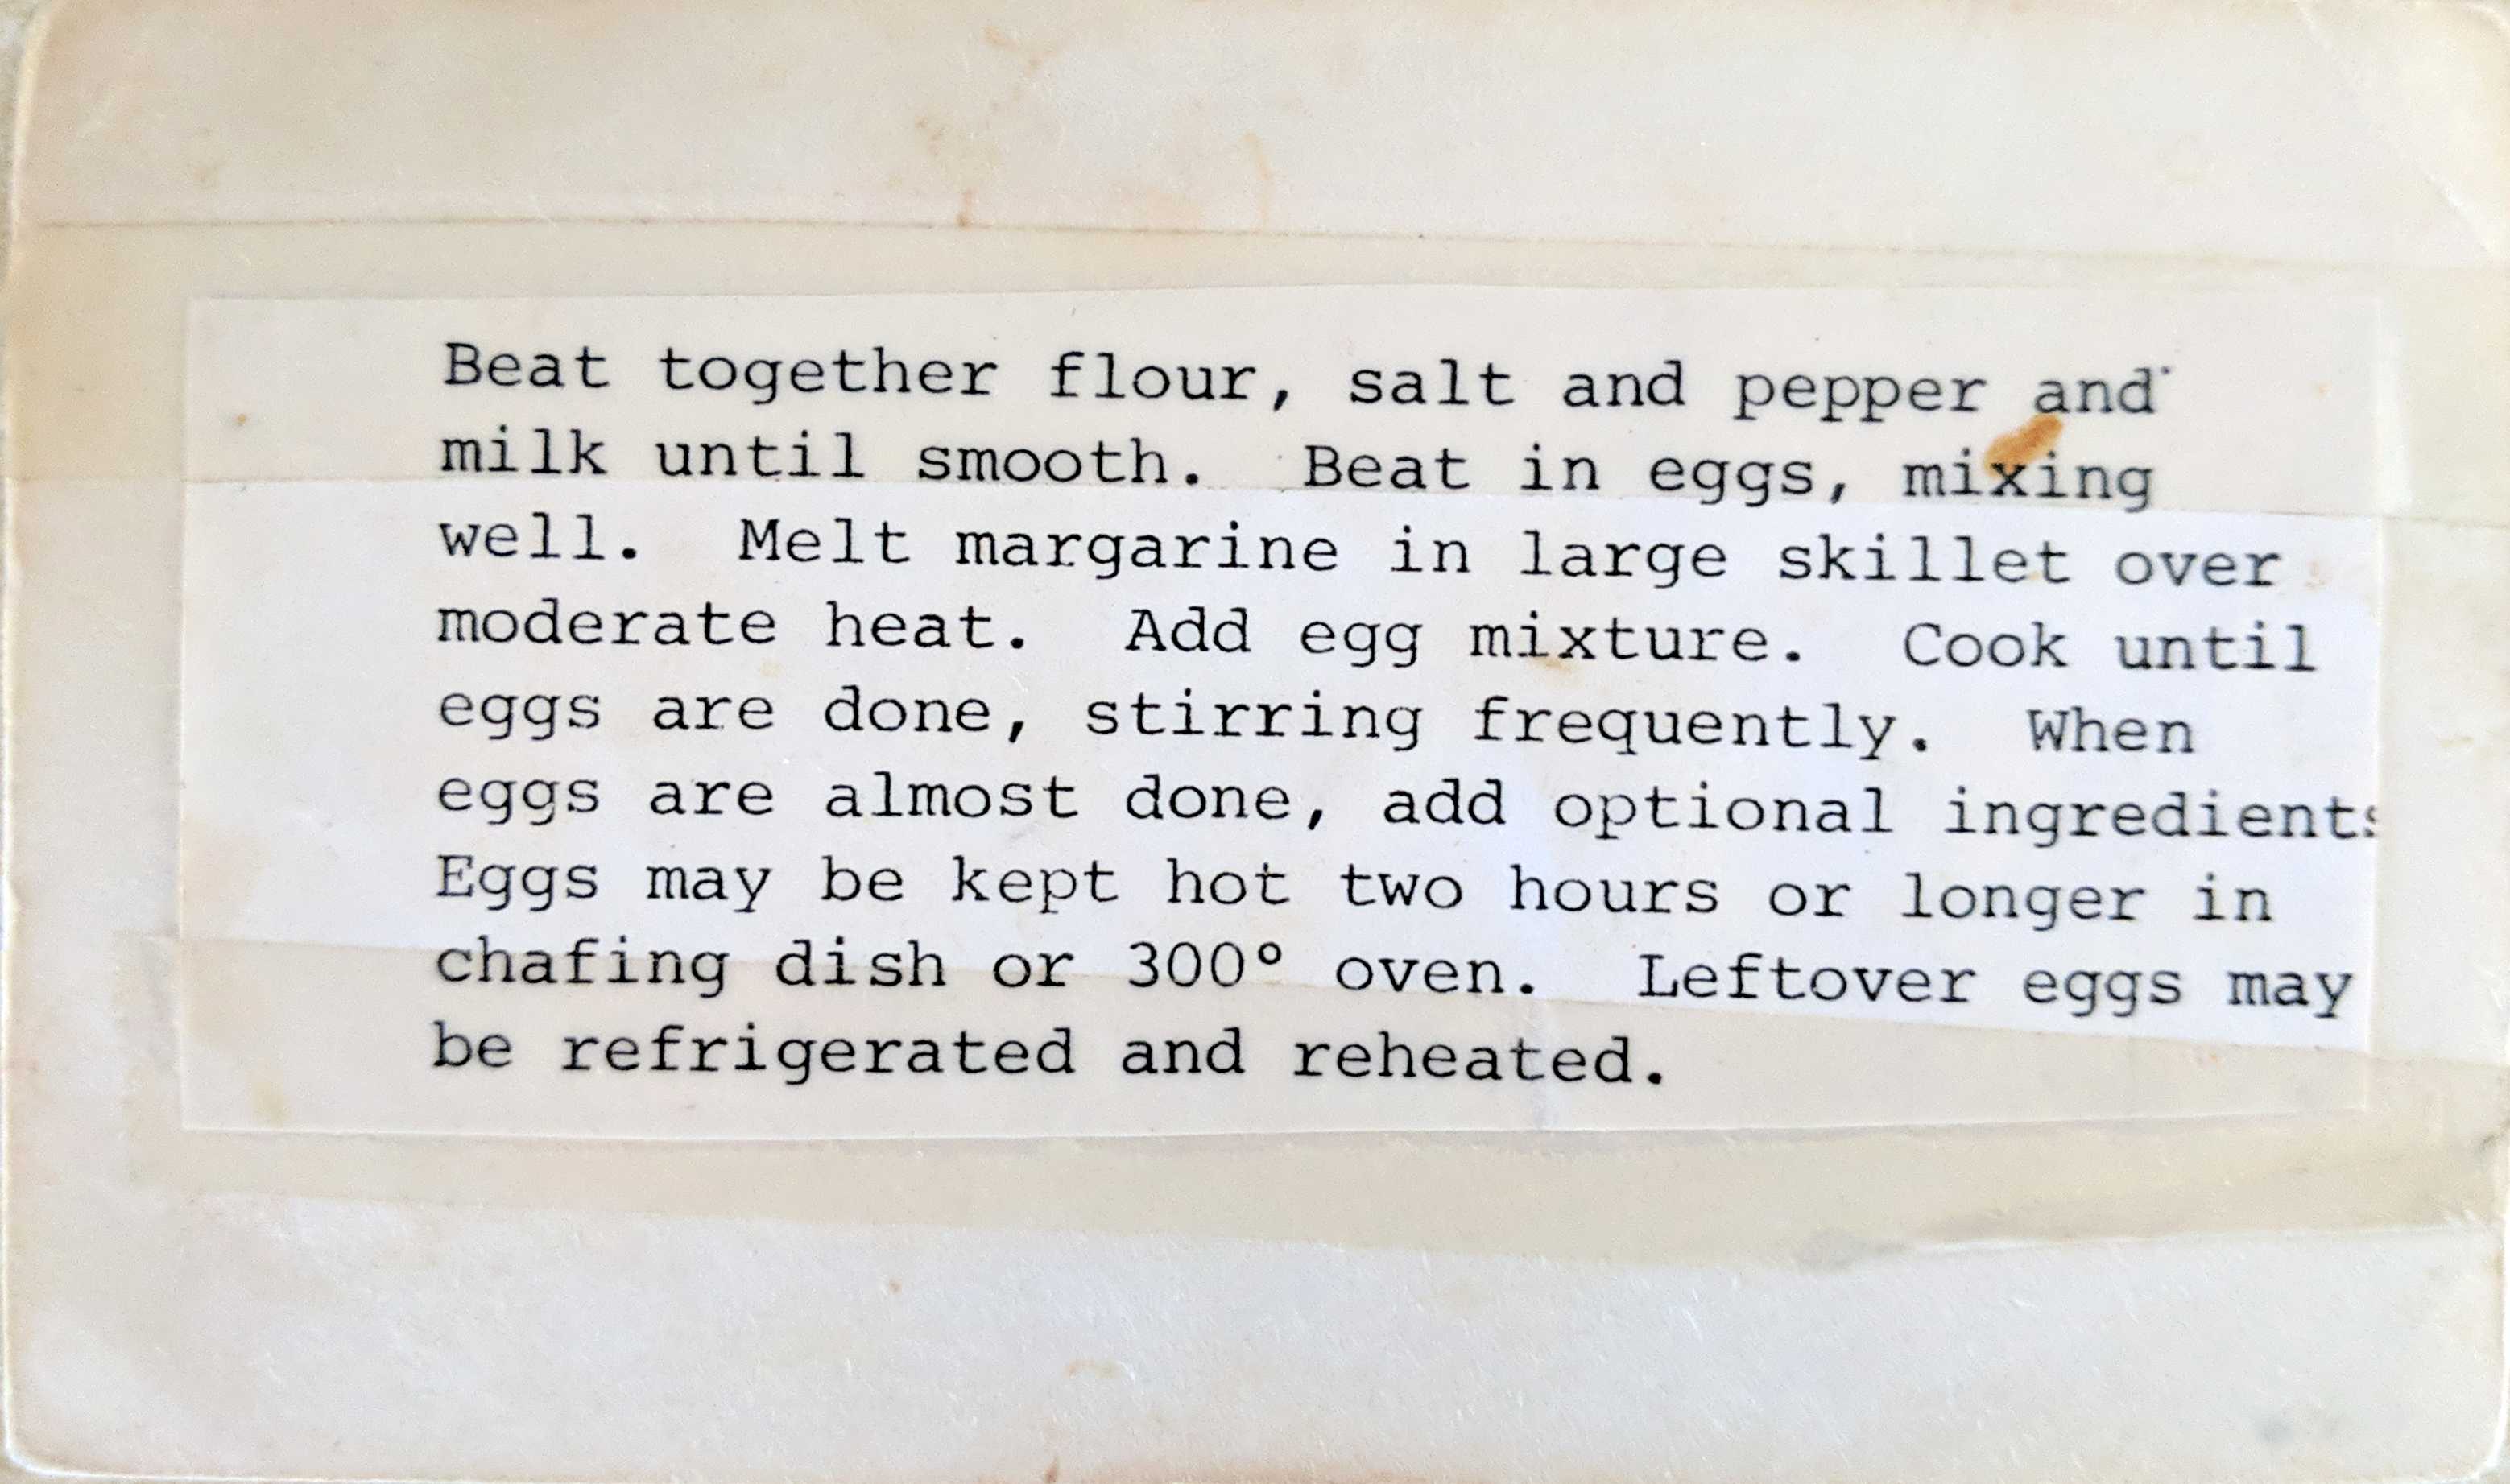 Beat together flour, salt and pepper and
milk until smooth.  Beat in eggs, mixing
well.  Melt margarine in large skillet over
moderate heat.  Add egg mixture.  Cook until
eggs are done, stirring frequently.  When
eggs are almost done, add optional ingredients
Eggs may be kept hot two hours or longer in
chafing dish or 300° oven.  Leftover eggs may
be refrigerated and reheated.